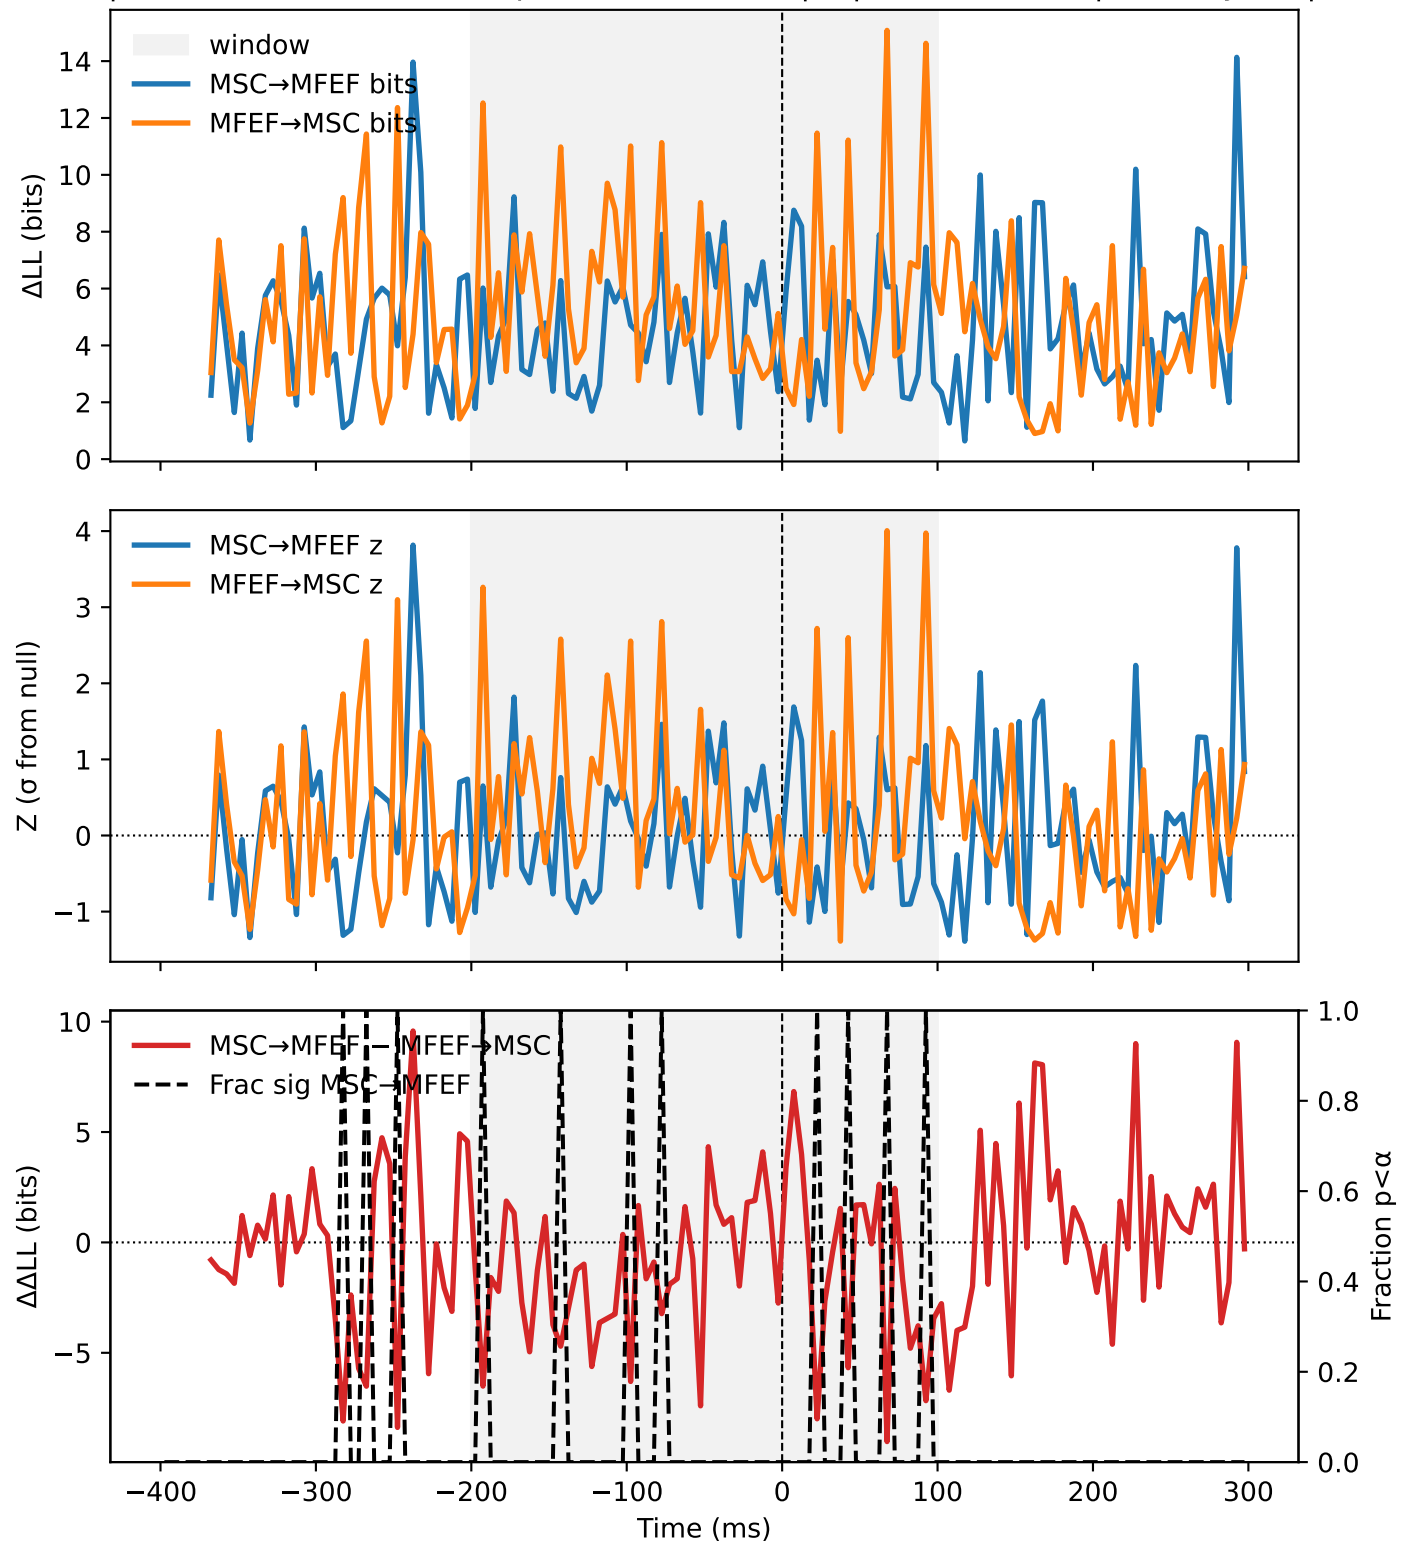 window
MSC→MFEF bits
MFEF→MSC bits
14
12
10
8
6
4
2
0
ΔLL (bits)
MSC→MFEF z
MFEF→MSC z
4
3
2
1
0
−1
Z (σ from null)
MSC→MFEF − MFEF→MSC
Frac sig MSC→MFEF
10
5
0
−5
ΔΔLL (bits)
1.0
0.8
0.6
0.4
0.2
0.0
Fraction p<α
−400 −300 −200 −100 0 100 200 300
Time (ms)